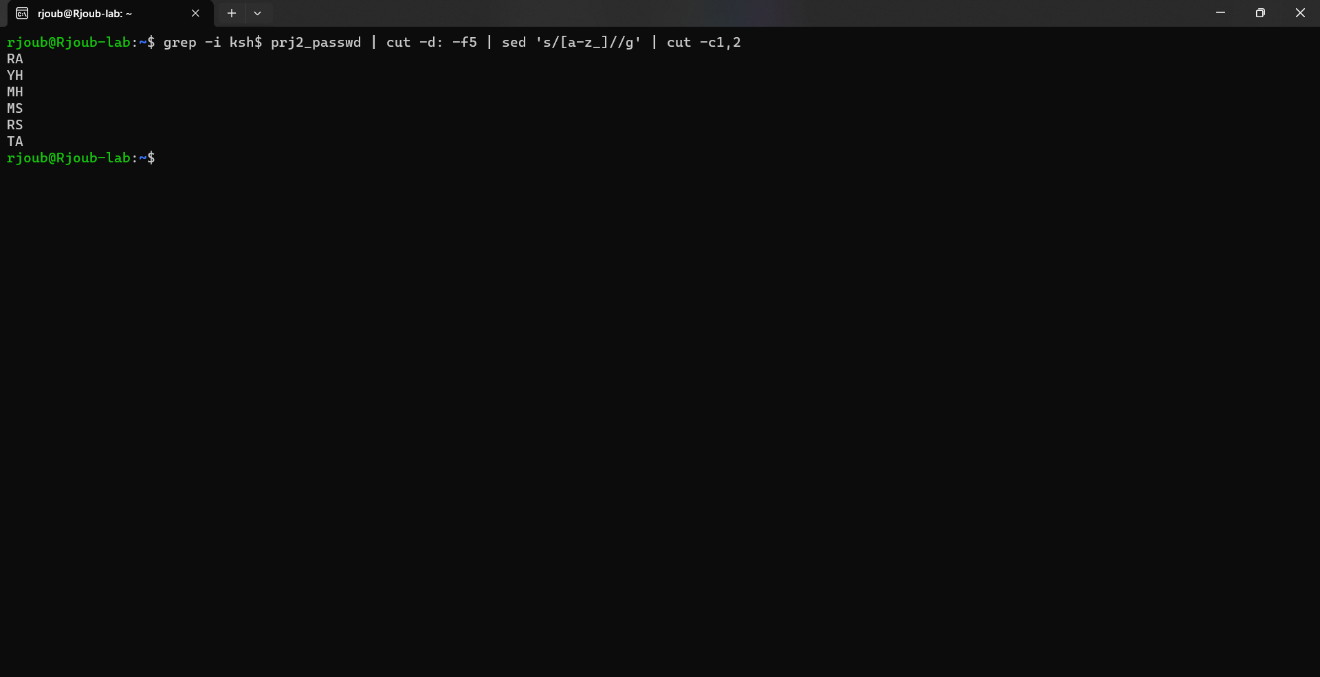 rjoub@Rjoub-lab: ~
rjoub@Rjoub-lab:~$ grep -i ksh$ prj2_passwd | cut -d: -f5 | sed 's/[a-z_]//g' | cut -c1,2
RA
YH
MH
MS
RS
TA
rjoub@Rjoub-lab:~$